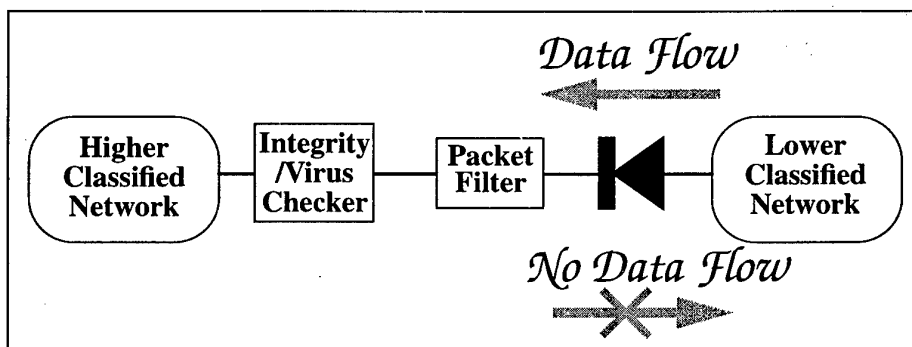 Data Flow
Higher
Classified
Network
Integrity
/Virus
Checker
Packet
Filter
Lower
Classified
Network
No Data Flow